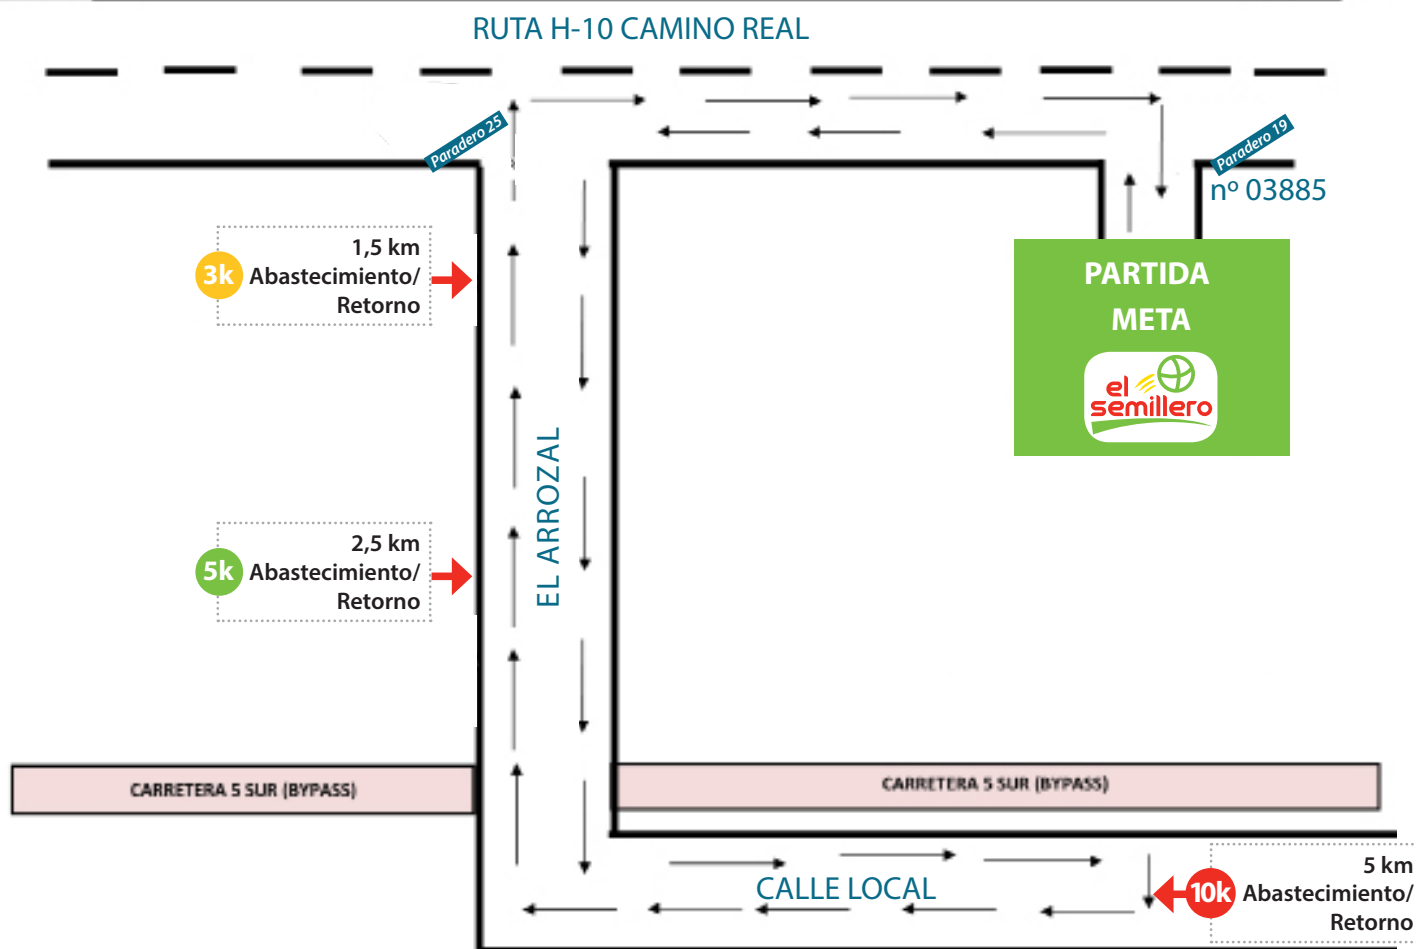 RUTA H-10 CAMINO REAL
Paradero 25
Paradero 19
nº 03885
3k
1,5 km
Abastecimiento/
Retorno
PARTIDA
META
el
semillero
EL ARROZAL
5k
2,5 km
Abastecimiento/
Retorno
CARRETERA 5 SUR (BYPASS)
CARRETERA 5 SUR (BYPASS)
CALLE LOCAL
10k
5 km
Abastecimiento/
Retorno